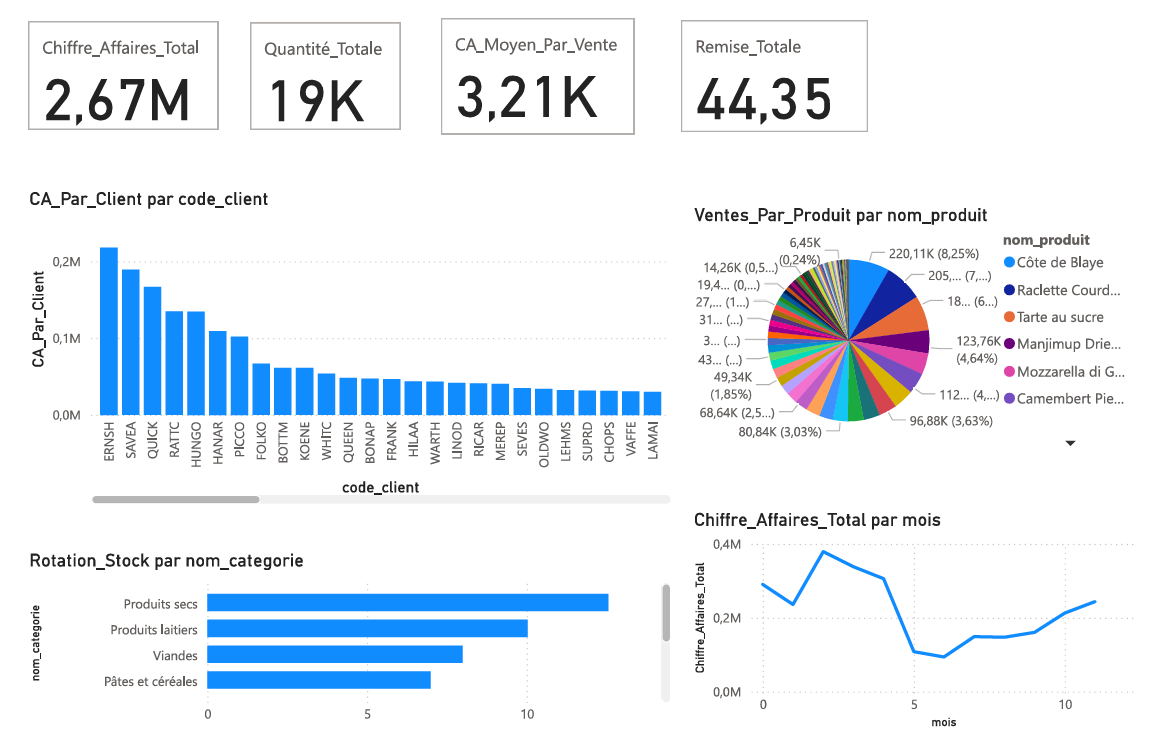 Chiffre_Affaires_Total
2,67M
Quantité_Totale
19K
CA_Moyen_Par_Vente
3,21K
Remise_Totale
44,35
CA_Par_Client par code_client
CA_Par_Client
0,2M
0,1M
0,0M
ERNSH
SAVEA
QUICK
RATTC
HUNGO
HANAR
PICCO
FOLKO
BOTTM
KOENE
WHITC
QUEEN
BONAP
FRANK
HILAA
WARTH
LINOD
RICAR
MEREP
SEVES
OLDWO
LEHMS
SUPRD
CHOPS
VAFFE
LAMAI
code_client
Ventes_Par_Produit par nom_produit
6,45K
(0,24%)
14,26K (0,5...)
19,4... (0,...)
27,... (1...)
31... (...)
3... (...)
43... (...)
49,34K
(1,85%)
68,64K (2,5...)
80,84K (3,03%)
220,11K (8,25%)
205,... (7,...)
18... (6...)
123,76K
(4,64%)
112... (4,...)
96,88K (3,63%)
nom_produit
Côte de Blaye
Raclette Courd...
Tarte au sucre
Manjimup Drie...
Mozzarella di G...
Camembert Pie...
Rotation_Stock par nom_categorie
nom_categorie
Produits secs
Produits laitiers
Viandes
Pâtes et céréales
0
5
10
Chiffre_Affaires_Total par mois
Chiffre_Affaires_Total
0,4M
0,2M
0,0M
0
5
10
mois